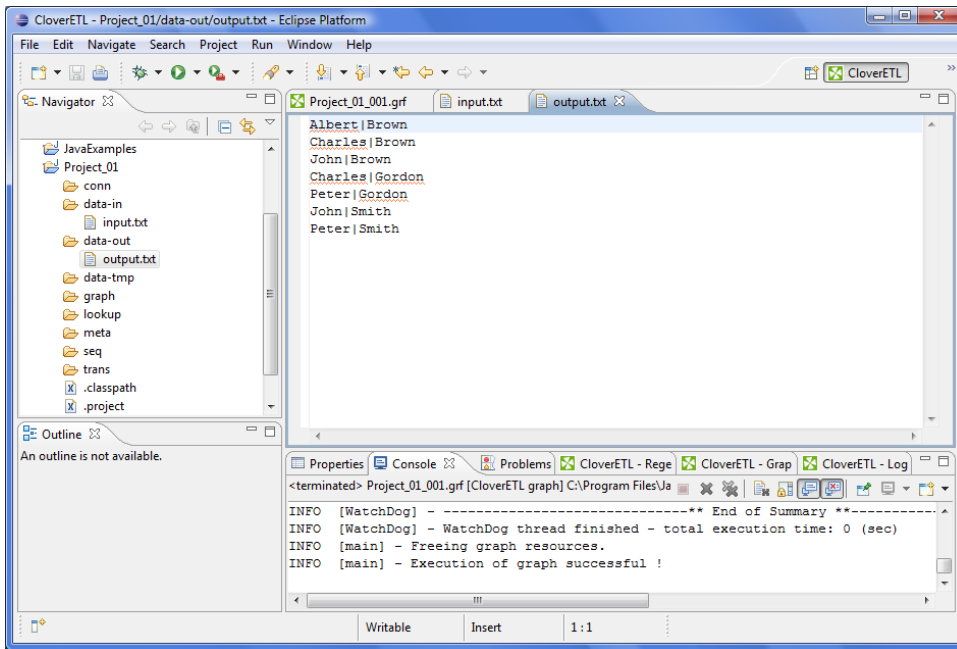 CloverETL - Project_01/data-out/output.txt - Eclipse Platform
File Edit Navigate Search Project Run Window Help
CloverETL
Navigator
JavaExamples
Project_01
conn
data-in
input.txt
data-out
output.txt
data-tmp
graph
lookup
meta
seq
trans
.classpath
.project
Project_01_001.grf input.txt output.txt
Albert|Brown
Charles|Brown
John|Brown
Charles|Gordon
Peter|Gordon
John|Smith
Peter|Smith
Outline
An outline is not available.
Properties Console Problems CloverETL - Rege CloverETL - Grap CloverETL - Log
<terminated> Project_01_001.grf [CloverETL graph] C:\Program Files\Ja
INFO [WatchDog] - -----------------------------** End of Summary **----------
INFO [WatchDog] - WatchDog thread finished - total execution time: 0 (sec)
INFO [main] - Freeing graph resources.
INFO [main] - Execution of graph successful !
Writable Insert 1:1